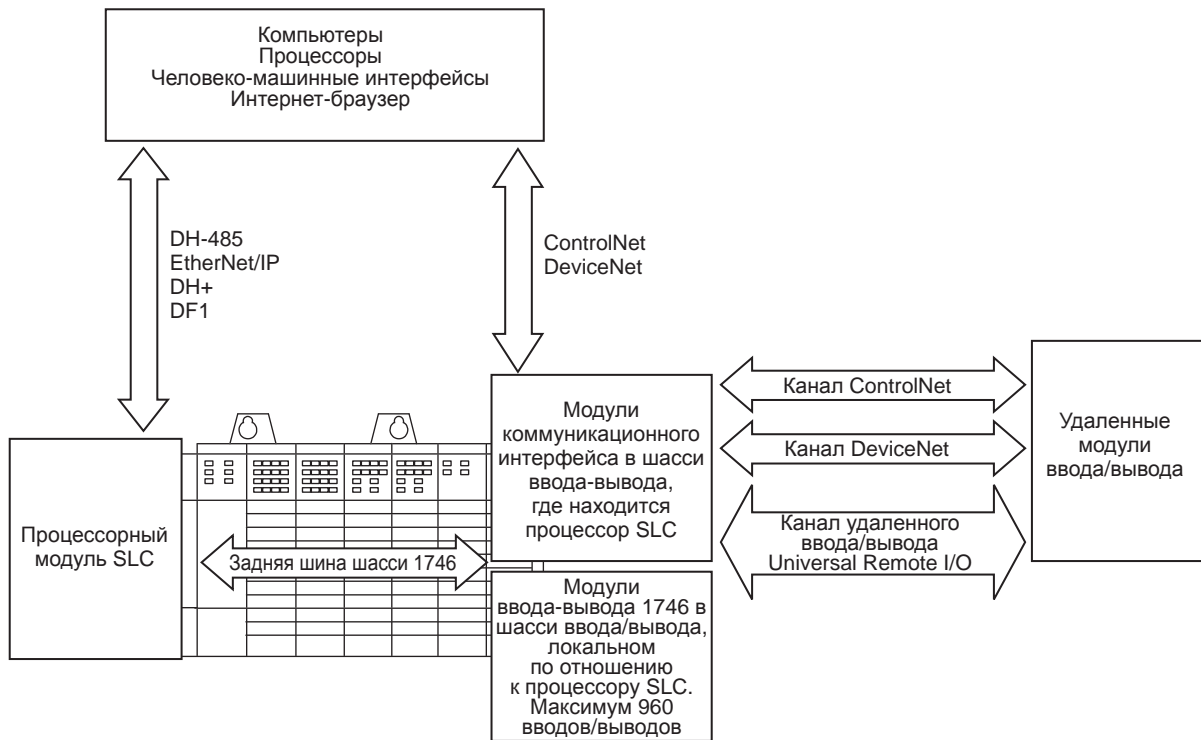 Компьютеры
Процессоры
Человеко-машинные интерфейсы
Интернет-браузер
DH-485
EtherNet/IP
DH+
DF1
ControlNet
DeviceNet
Процессорный
модуль SLC
Задняя шина шасси 1746
Модули
коммуникационного
интерфейса в шасси
ввода-вывода,
где находится
процессор SLC
Модули
ввода-вывода 1746 в
шасси ввода/вывода,
локальном
по отношению
к процессору SLC.
Максимум 960
вводов/выводов
Канал ControlNet
Канал DeviceNet
Канал удаленного
ввода/вывода
Universal Remote I/O
Удаленные
модули
ввода/вывода